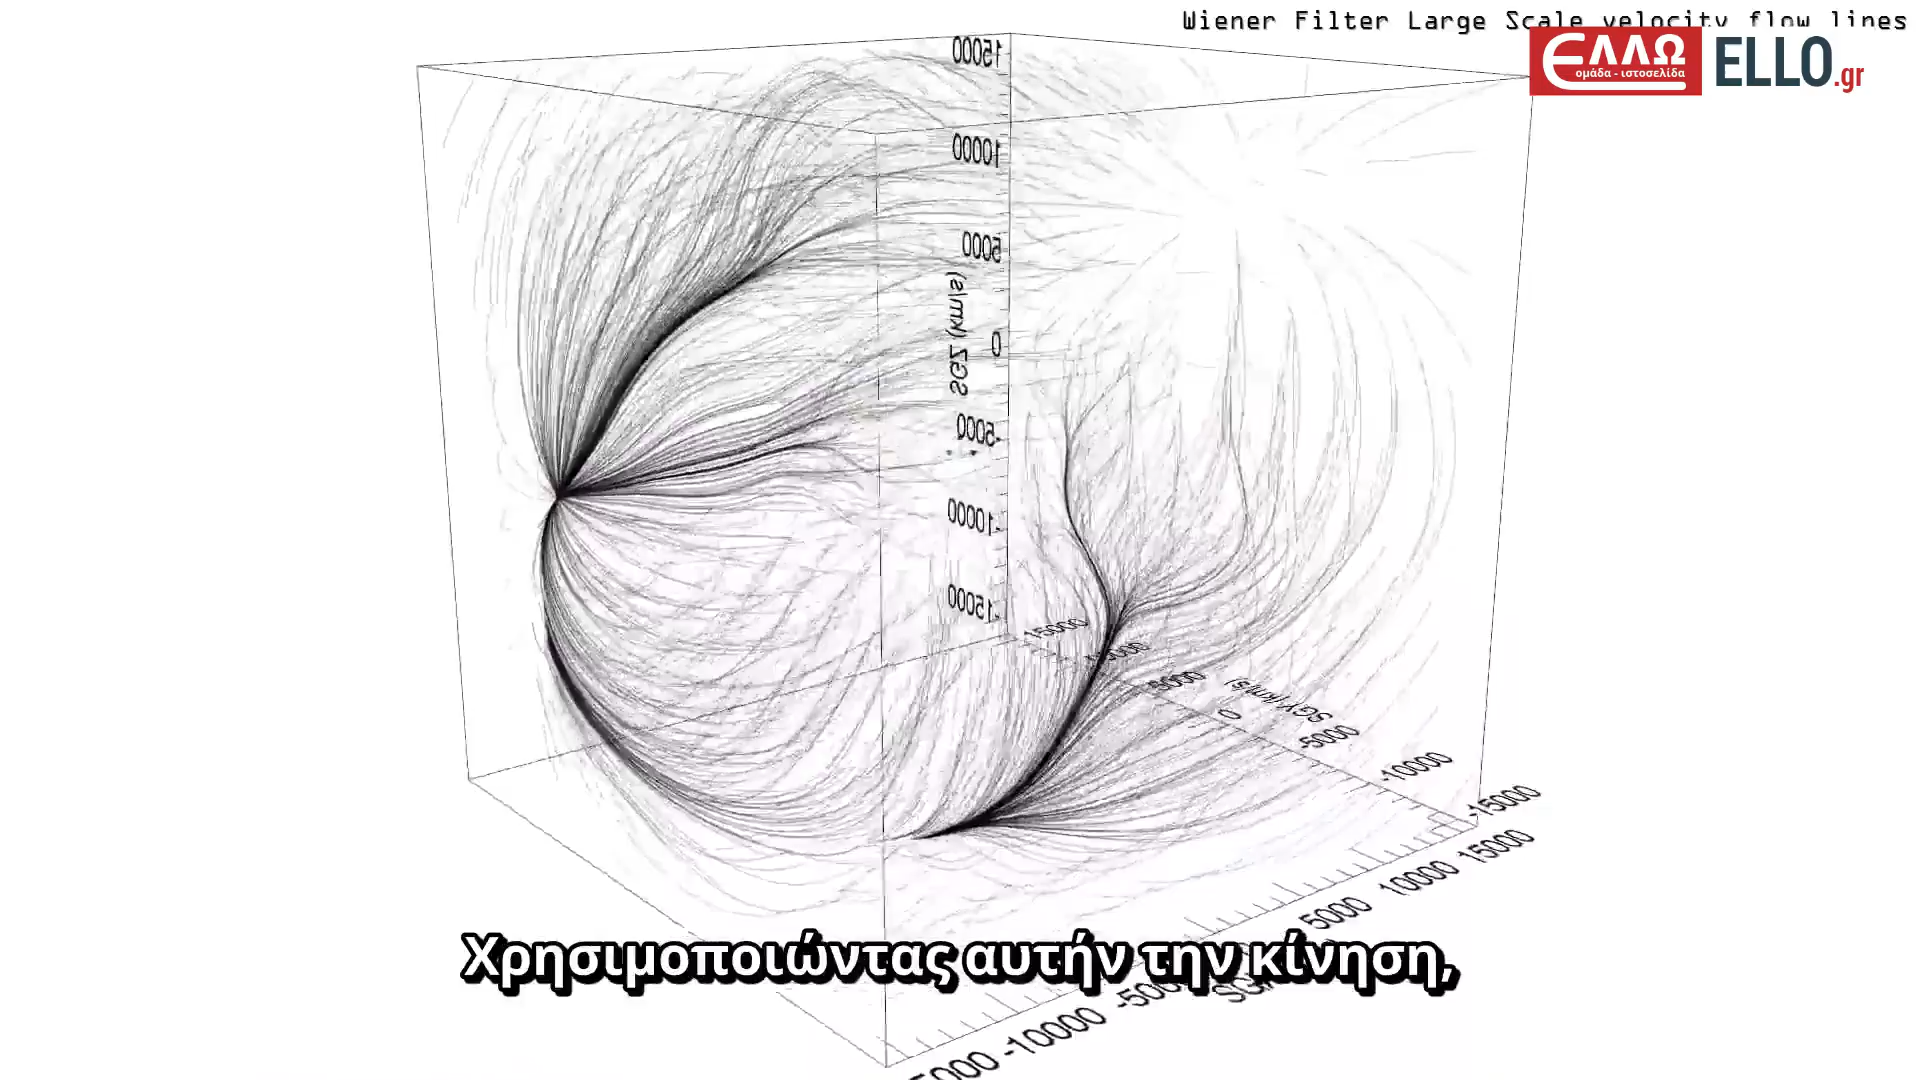 Wiener Filter Large Scale velocity flow lines
ΕΛΛΩ
ομάδα - ιστοσελίδα
ELLO.gr
15000
10000
5000
0
SGZ (km/s)
-5000
-10000
-15000
15000
10000
5000
0
SGY (km/s)
-5000
-10000
-15000
15000
10000
5000
-5000
-10000
Χρησιμοποιώντας αυτήν την κίνηση,